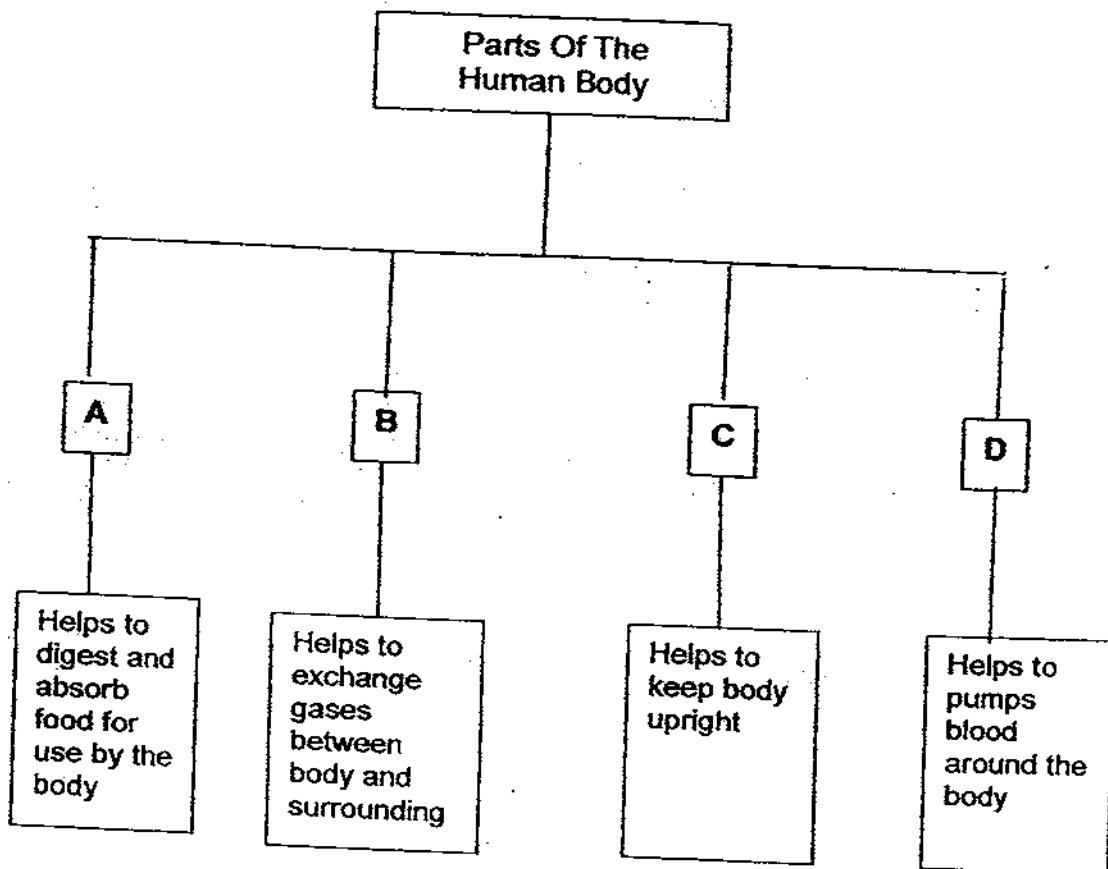 Parts Of The
Human Body
A
B
C
D
Helps to
digest and
absorb
food for
use by the
body
Helps to
exchange
gases
between
body and
surrounding
Helps to
keep body
upright
Helps to
pumps
blood
around the
body